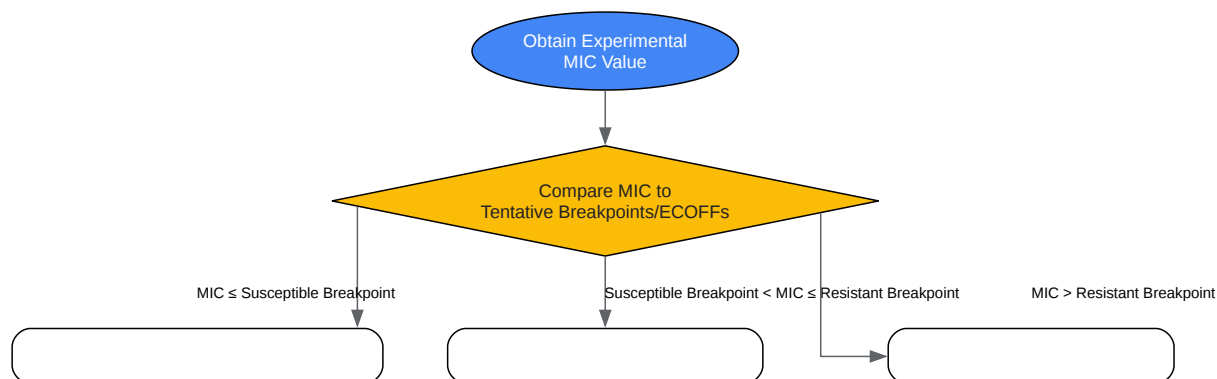 Obtain Experimental
MIC Value
Compare MIC to
Tentative Breakpoints/ECOFFs
MIC ≤ Susceptible Breakpoint
Susceptible Breakpoint < MIC ≤ Resistant Breakpoint
MIC > Resistant Breakpoint